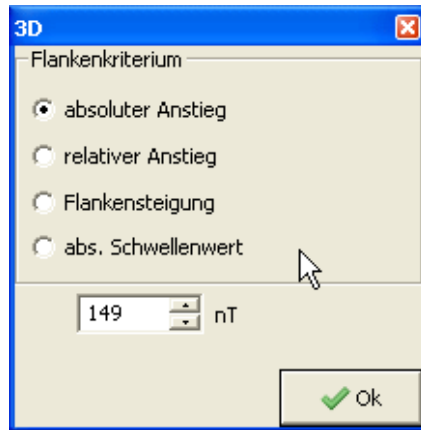 3D
Flankenkriterium
absoluter Anstieg
relativer Anstieg
Flankensteigung
abs. Schwellenwert
149 nT
Ok